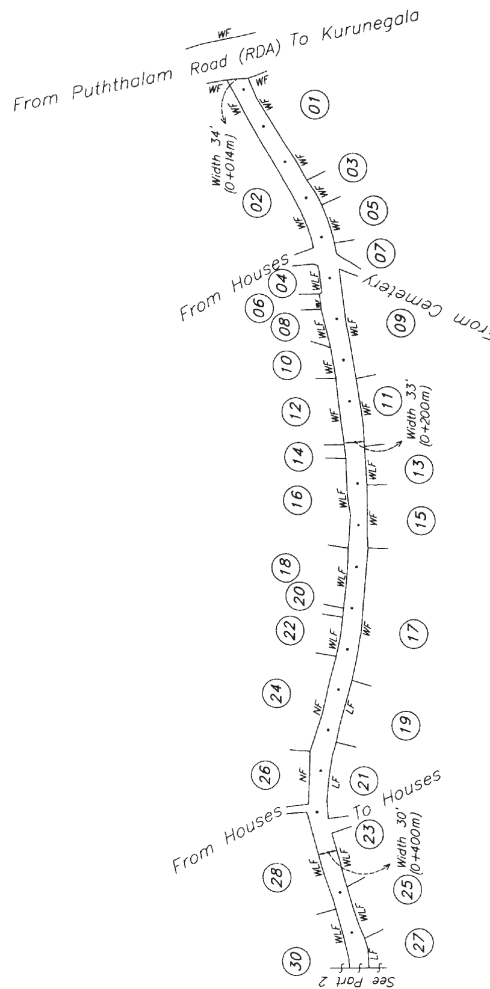 WF
From Puththalam Road (RDA) To Kurunegala
WF
WF
WF
WF
01
Width 34'
(0+014m)
WF
03
WF
02
05
WF
WF
07
From Houses
From Cemetery
04
WLF
06
08
WLF
WLF
09
10
WF
11
12
WF
WF
Width 33'
(0+200m)
14
13
WLF
16
WLF
15
WF
18
WLF
20
22
WLF
17
WF
24
NF
LF
19
26
NF
LF
21
From Houses
To Houses
23
28
WLF
WLF
Width 30'
(0+400m)
25
WLF
WLF
27
30
LF
See Part 2